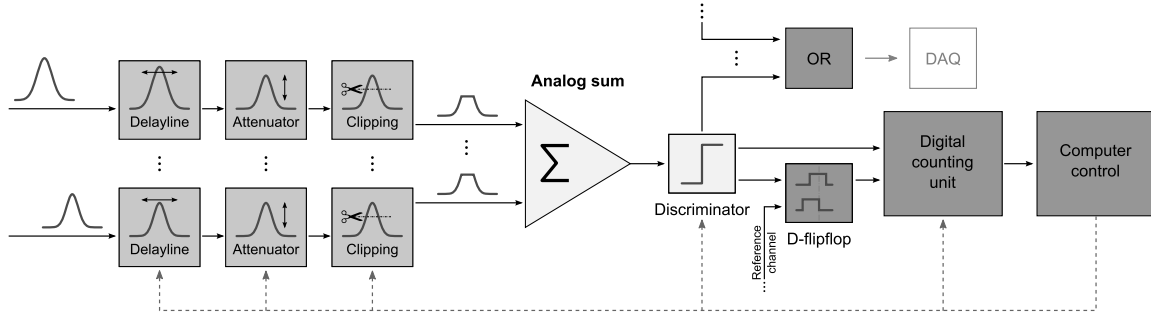 OR
DAQ
Analog sum
Delayline
Attenuator
Clipping
Σ
Discriminator
Digital
counting
unit
Computer
control
Delayline
Attenuator
Clipping
D-flipflop
Reference
channel